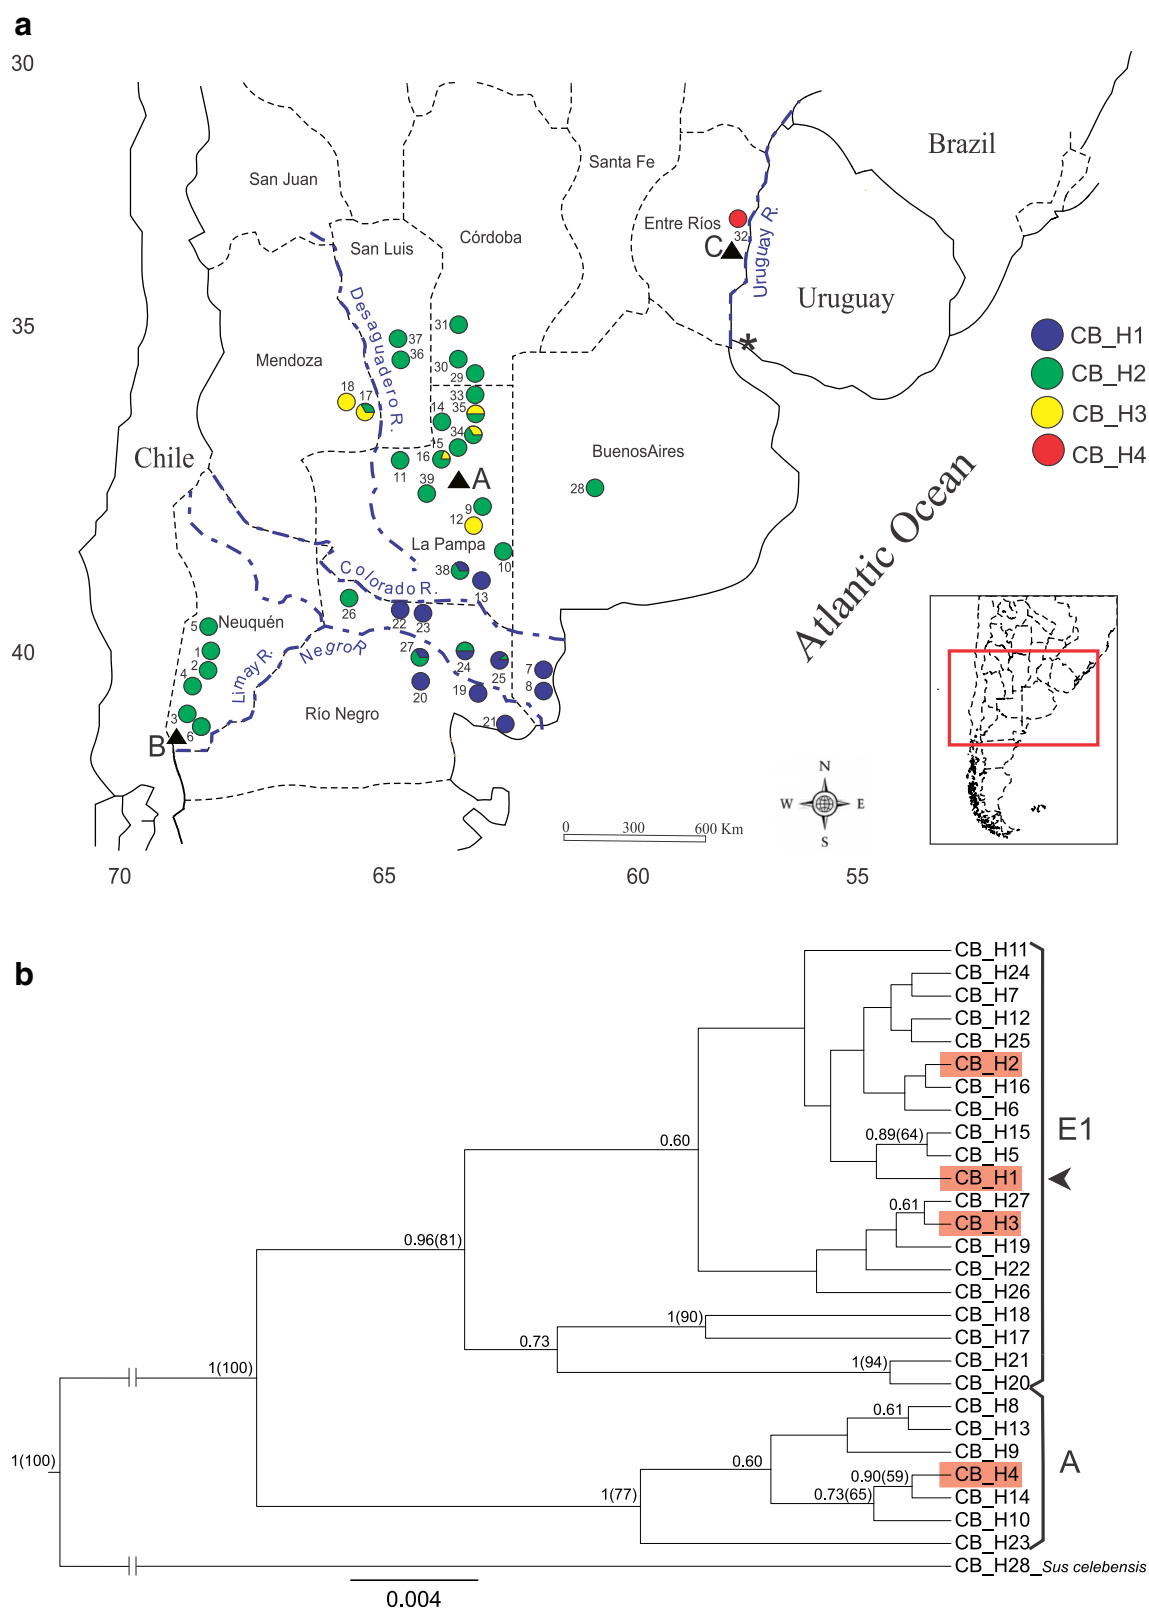 a
30
Brazil
Santa Fe
San Juan
Entre Ríos
32
C
Uruguay R.
San Luis
Córdoba
Uruguay
Desaguadero R.
35
37
36
31
30
29
33
35
34
14
15
16
Mendoza
18
17
*
CB_H1
CB_H2
CB_H3
CB_H4
Chile
11
39
A
9
12
BuenosAires
28
La Pampa
10
38
13
Colorado R.
Atlantic Ocean
26
22
23
5
Neuquén
1
2
4
3
6
B
40
Limay R.
Negro R
27
24
25
7
8
20
19
21
Río Negro
N
W
E
S
0 300 600 Km
70 65 60 55
b
CB_H11
CB_H24
CB_H7
CB_H12
CB_H25
CB_H2
CB_H16
CB_H6
E1
0.89(64)
CB_H15
0.60
CB_H5
CB_H1
0.61
CB_H27
CB_H3
0.96(81)
CB_H19
CB_H22
CB_H26
1(90)
CB_H18
0.73
CB_H17
1(100)
1(94)
CB_H21
CB_H20
0.61
CB_H8
CB_H13
CB_H9
1(100)
0.60
0.90(59)
CB_H4
A
1(77)
0.73(65)
CB_H14
CB_H10
CB_H23
CB_H28_Sus celebensis
0.004